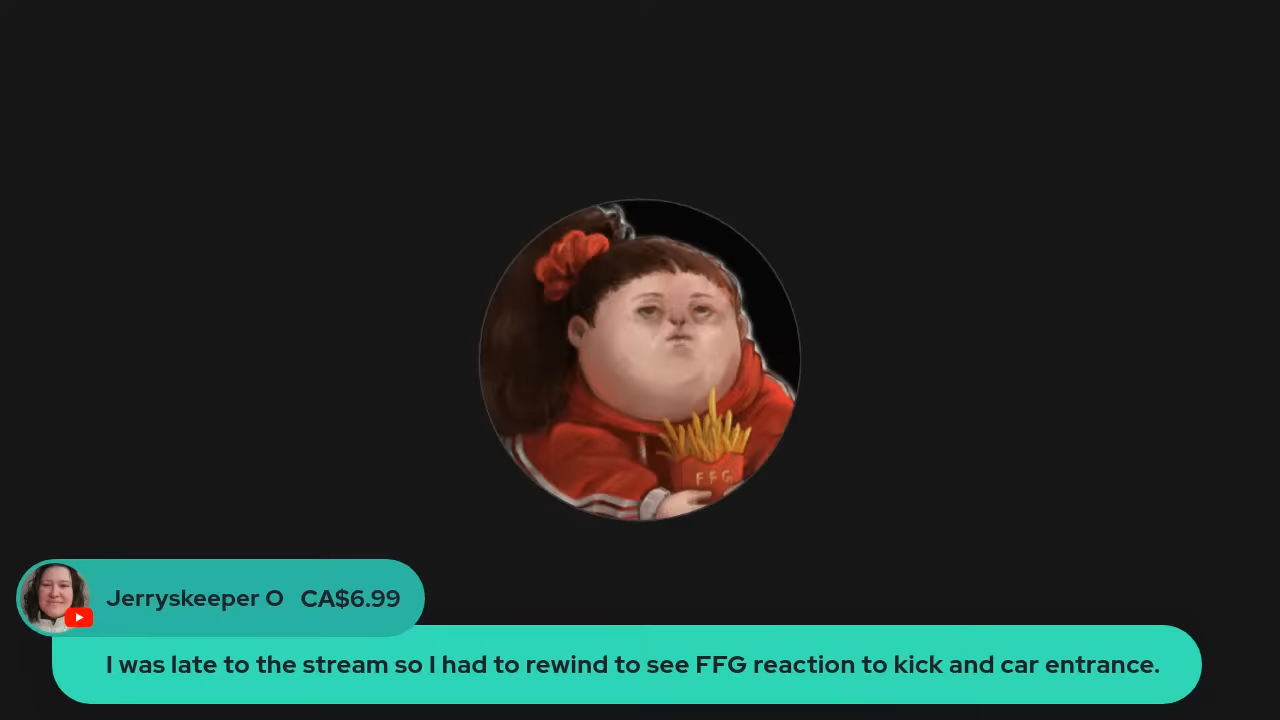 FFG
Jerryskeeper O CA$6.99
I was late to the stream so I had to rewind to see FFG reaction to kick and car entrance.